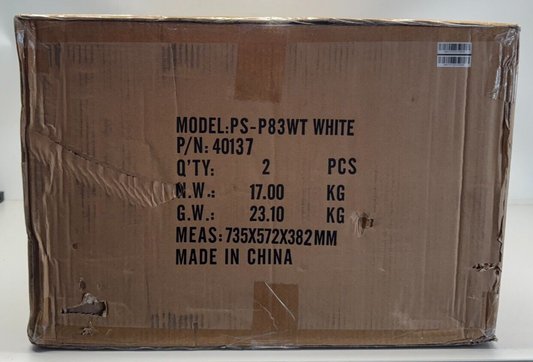 MODEL:PS-P83WT WHITE
P/N: 40137
Q'TY: 2 PCS
N.W.: 17.00 KG
G.W.: 23.10 KG
MEAS: 735X572X382MM
MADE IN CHINA